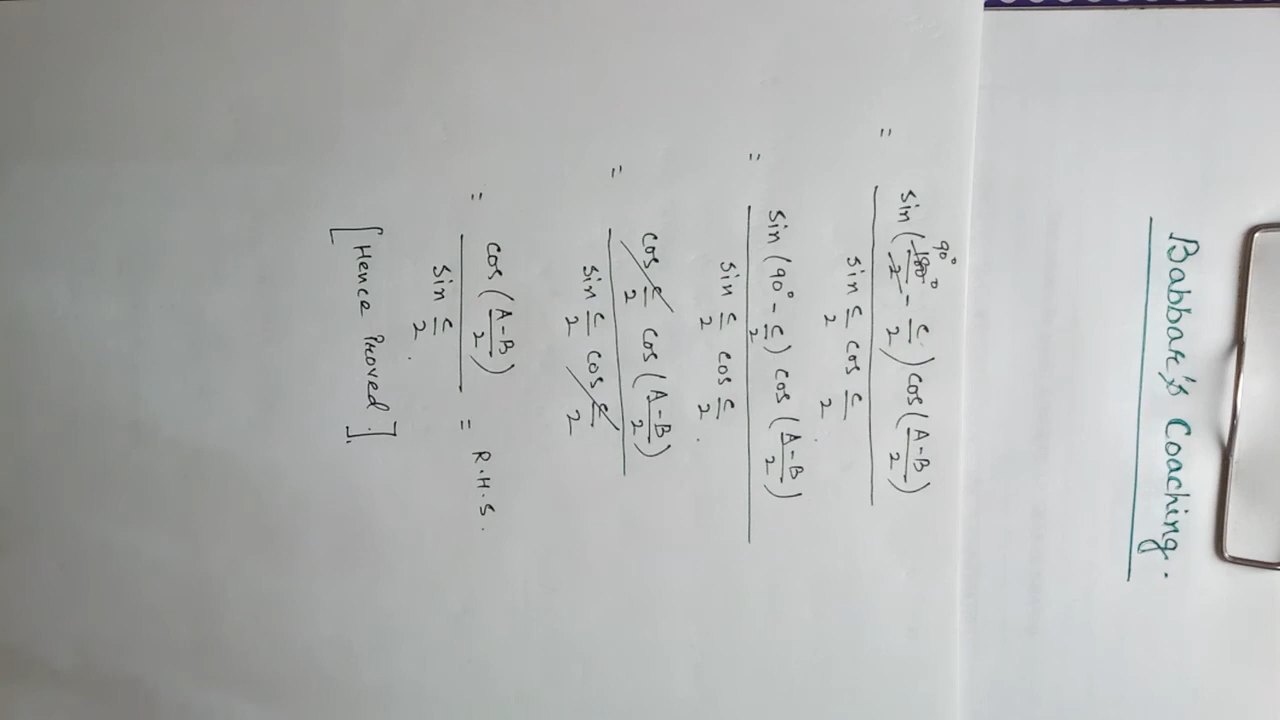 Babbar's Coaching.
= sin (180°/2 90° - C/2) cos (A-B/2) / sin C/2 cos C/2
= sin (90° - C/2) cos (A-B/2) / sin C/2 cos C/2
= cos C/2 cos (A-B/2) / sin C/2 cos C/2
= cos (A-B/2) / sin C/2 = R.H.S.
[Hence Proved.]